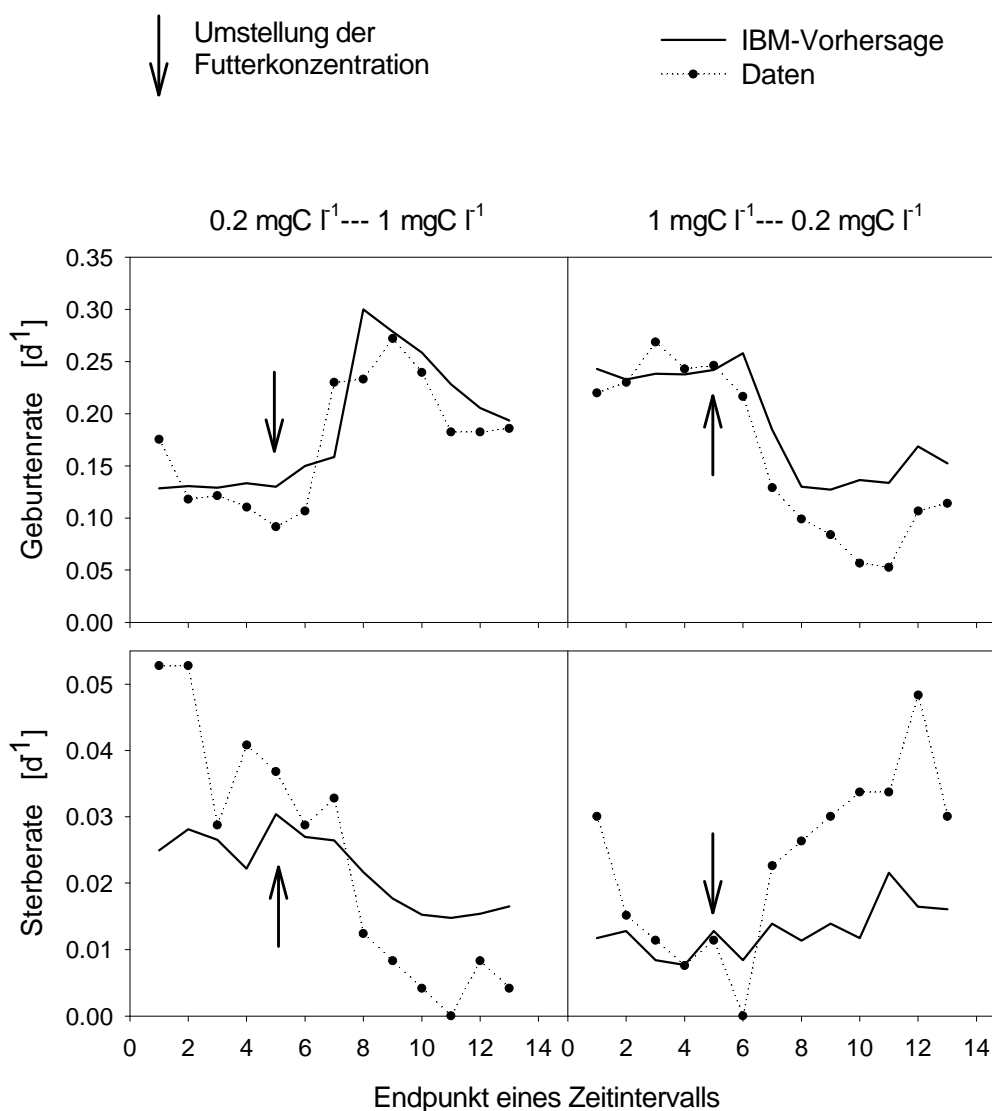 Umstellung der
Futterkonzentration
IBM-Vorhersage
Daten
0.2 mgC l⁻¹--- 1 mgC l⁻¹
1 mgC l⁻¹--- 0.2 mgC l⁻¹
Geburtenrate [d⁻¹]
0.35
0.30
0.25
0.20
0.15
0.10
0.05
0.00
Sterberate [d⁻¹]
0.05
0.04
0.03
0.02
0.01
0.00
0 2 4 6 8 10 12 14 0 2 4 6 8 10 12 14
Endpunkt eines Zeitintervalls